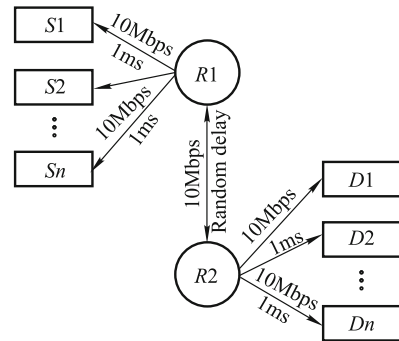 S1
10Mbps
1ms
R1
S2
10Mbps
1ms
Sn
10Mbps
Random delay
D1
10Mbps
D2
1ms
R2
10Mbps
1ms
Dn